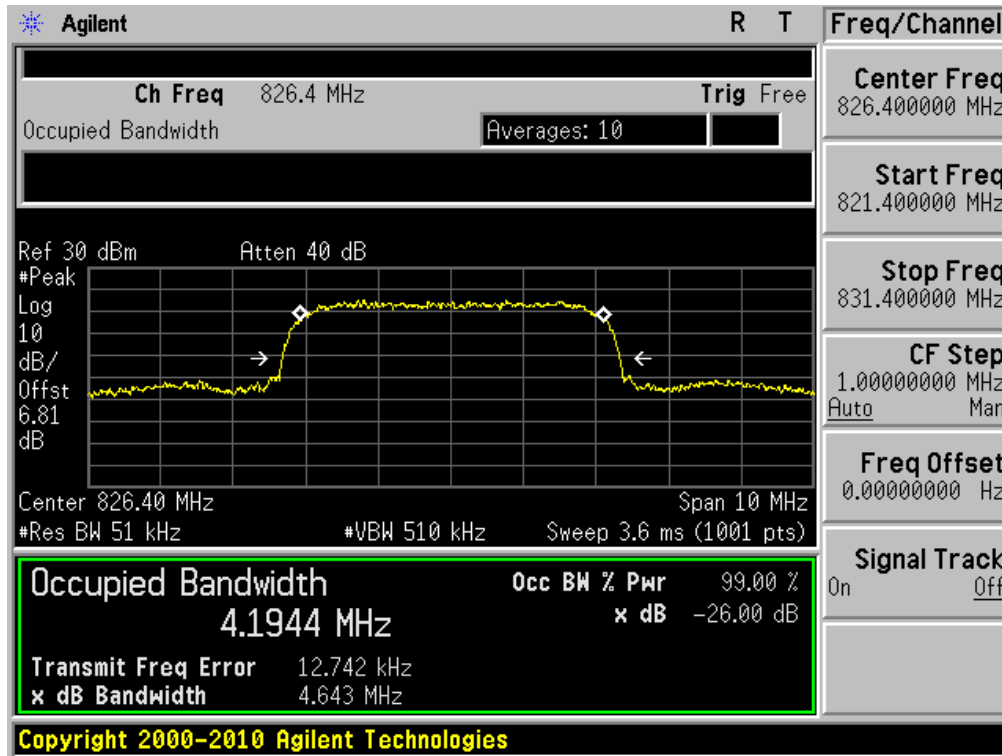 Agilent R T
Ch Freq 826.4 MHz Trig Free
Occupied Bandwidth Averages: 10
Ref 30 dBm Atten 40 dB
#Peak
Log
10
dB/
Offst
6.81
dB
Center 826.40 MHz Span 10 MHz
#Res BW 51 kHz #VBW 510 kHz Sweep 3.6 ms (1001 pts)
Occupied Bandwidth
4.1944 MHz
Occ BW % Pwr 99.00 %
x dB -26.00 dB
Transmit Freq Error 12.742 kHz
x dB Bandwidth 4.643 MHz
Copyright 2000-2010 Agilent Technologies
Freq/Channel
Center Freq
826.400000 MHz
Start Freq
821.400000 MHz
Stop Freq
831.400000 MHz
CF Step
1.00000000 MHz
Auto Man
Freq Offset
0.00000000 Hz
Signal Track
On Off